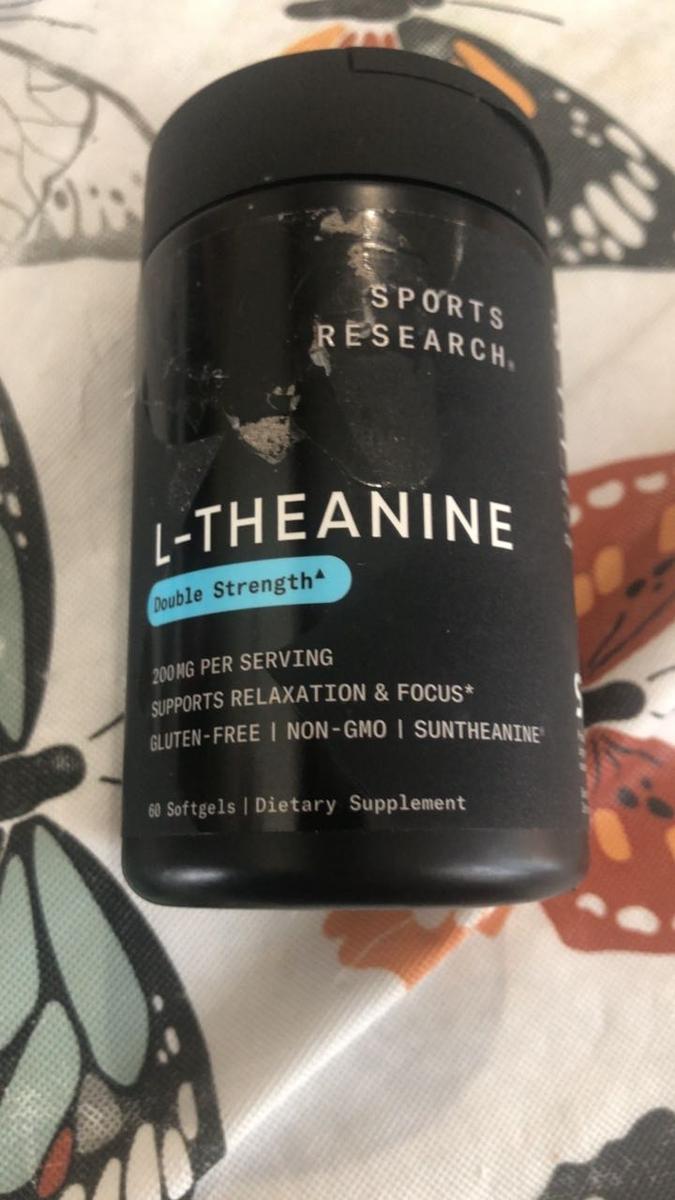 SPORTS
RESEARCH®
L-THEANINE
Double Strength▲
200MG PER SERVING
SUPPORTS RELAXATION & FOCUS*
GLUTEN-FREE | NON-GMO | SUNTHEANINE®
60 Softgels | Dietary Supplement